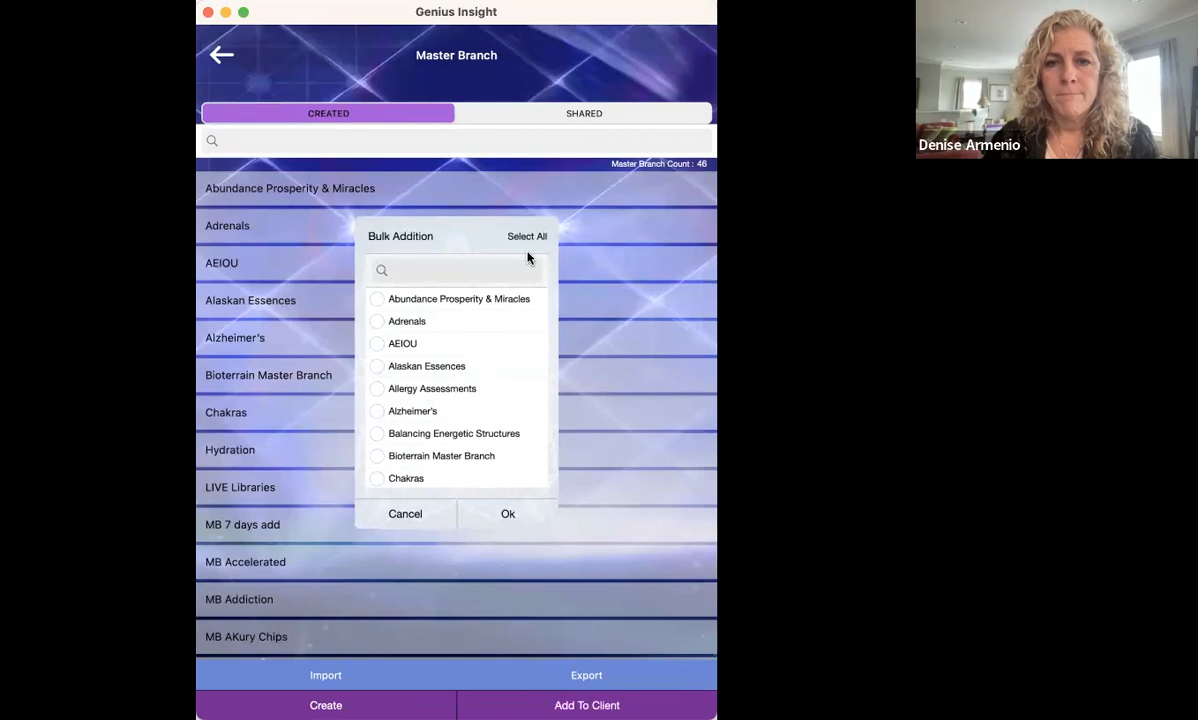 Genius Insight
Master Branch
CREATED
SHARED
Master Branch Count : 46
Abundance Prosperity & Miracles
Adrenals
AEIOU
Alaskan Essences
Alzheimer's
Bioterrain Master Branch
Chakras
Hydration
LIVE Libraries
MB 7 days add
MB Accelerated
MB Addiction
MB AKury Chips
Bulk Addition
Select All
Abundance Prosperity & Miracles
Adrenals
AEIOU
Alaskan Essences
Allergy Assessments
Alzheimer's
Balancing Energetic Structures
Bioterrain Master Branch
Chakras
Cancel
Ok
Import
Export
Create
Add To Client
Denise Armenio